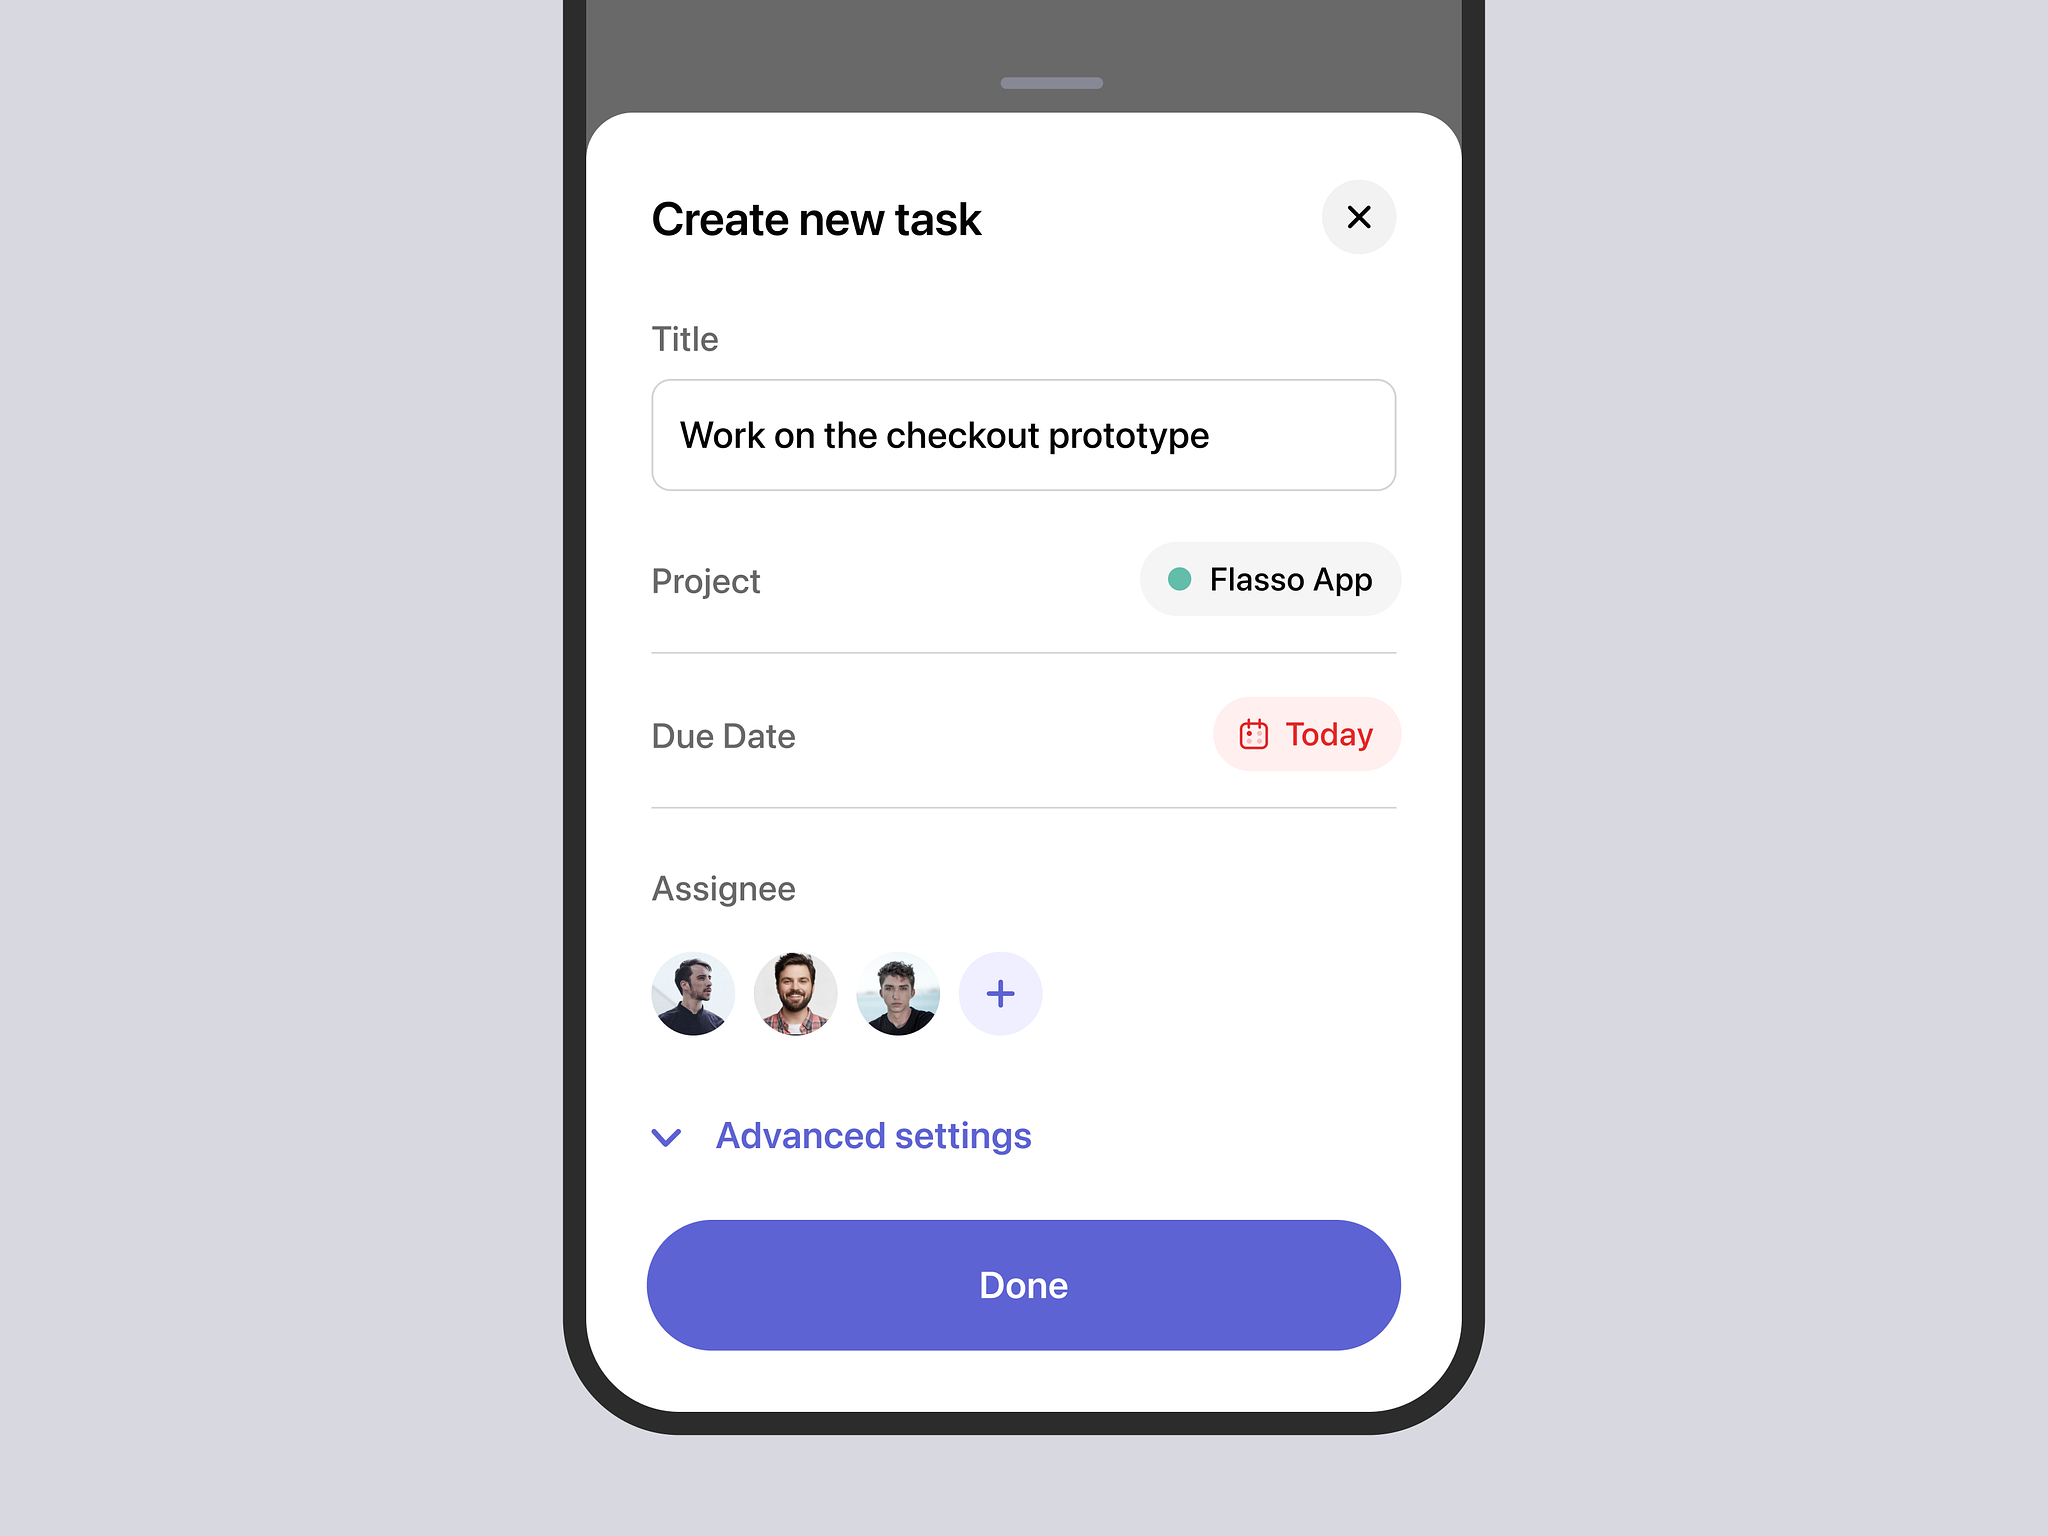 Create new task
Title
Work on the checkout prototype
Project
Flasso App
Due Date
Today
Assignee
Advanced settings
Done